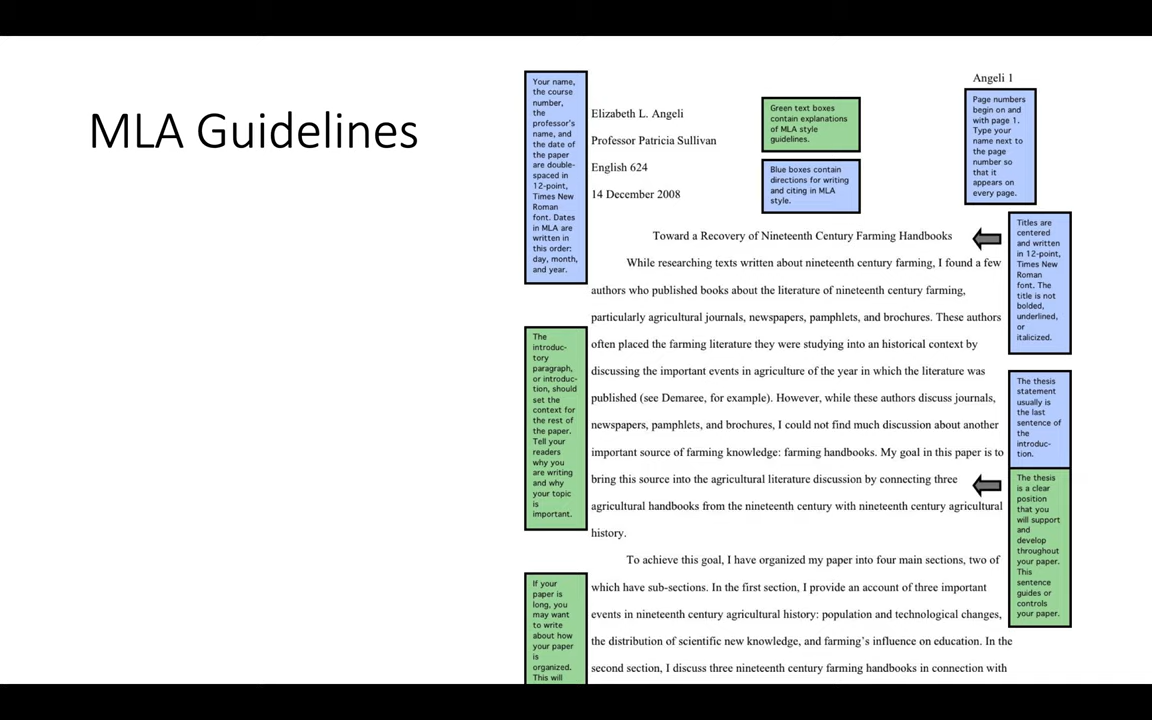 MLA Guidelines
Angeli 1
Your name,
the course
number,
the
professor's
name, and
the date of
the paper
are double-
spaced in
12-point,
Times New
Roman
font. Dates
in MLA are
written in
this order:
day, month,
and year.
Elizabeth L. Angeli
Professor Patricia Sullivan
English 624
14 December 2008
Green text boxes
contain explanations
of MLA style
guidelines.
Blue boxes contain
directions for writing
and citing in MLA
style.
Page numbers
begin on and
with page 1.
Type your
name next to
the page
number so
that it
appears on
every page.
Titles are
centered
and written
in 12-point,
Times New
Roman
font. The
title is not
bolded,
underlined,
or
italicized.
Toward a Recovery of Nineteenth Century Farming Handbooks
While researching texts written about nineteenth century farming, I found a few
authors who published books about the literature of nineteenth century farming,
particularly agricultural journals, newspapers, pamphlets, and brochures. These authors
often placed the farming literature they were studying into an historical context by
discussing the important events in agriculture of the year in which the literature was
published (see Demaree, for example). However, while these authors discuss journals,
newspapers, pamphlets, and brochures, I could not find much discussion about another
important source of farming knowledge: farming handbooks. My goal in this paper is to
bring this source into the agricultural literature discussion by connecting three
agricultural handbooks from the nineteenth century with nineteenth century agricultural
history.
The
introduc-
tory
paragraph,
or introduc-
tion, should
set the
context for
the rest of
the paper.
Tell your
readers
why you
are writing
and why
your topic
is
important.
The thesis
statement
usually is
the last
sentence of
the
introduc-
tion.
The thesis
is a clear
position
that you
will support
and
develop
throughout
your paper.
This
sentence
guides or
controls
your paper.
To achieve this goal, I have organized my paper into four main sections, two of
which have sub-sections. In the first section, I provide an account of three important
events in nineteenth century agricultural history: population and technological changes,
the distribution of scientific new knowledge, and farming's influence on education. In the
second section, I discuss three nineteenth century farming handbooks in connection with
If your
paper is
long, you
may want
to write
about how
your paper
is
organized.
This will